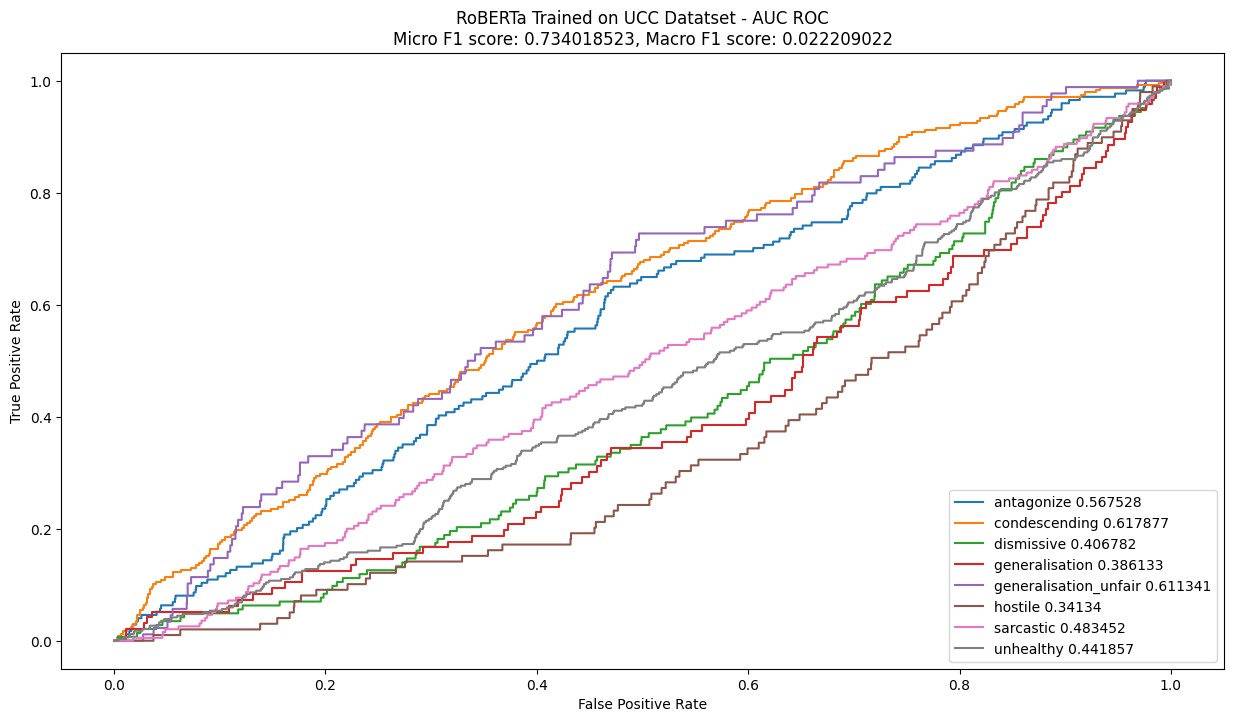 RoBERTa Trained on UCC Datatset - AUC ROC
Micro F1 score: 0.734018523, Macro F1 score: 0.022209022
True Positive Rate
1.0
0.8
0.6
0.4
0.2
0.0
antagonize 0.567528
condescending 0.617877
dismissive 0.406782
generalisation 0.386133
generalisation_unfair 0.611341
hostile 0.34134
sarcastic 0.483452
unhealthy 0.441857
0.0 0.2 0.4 0.6 0.8 1.0
False Positive Rate